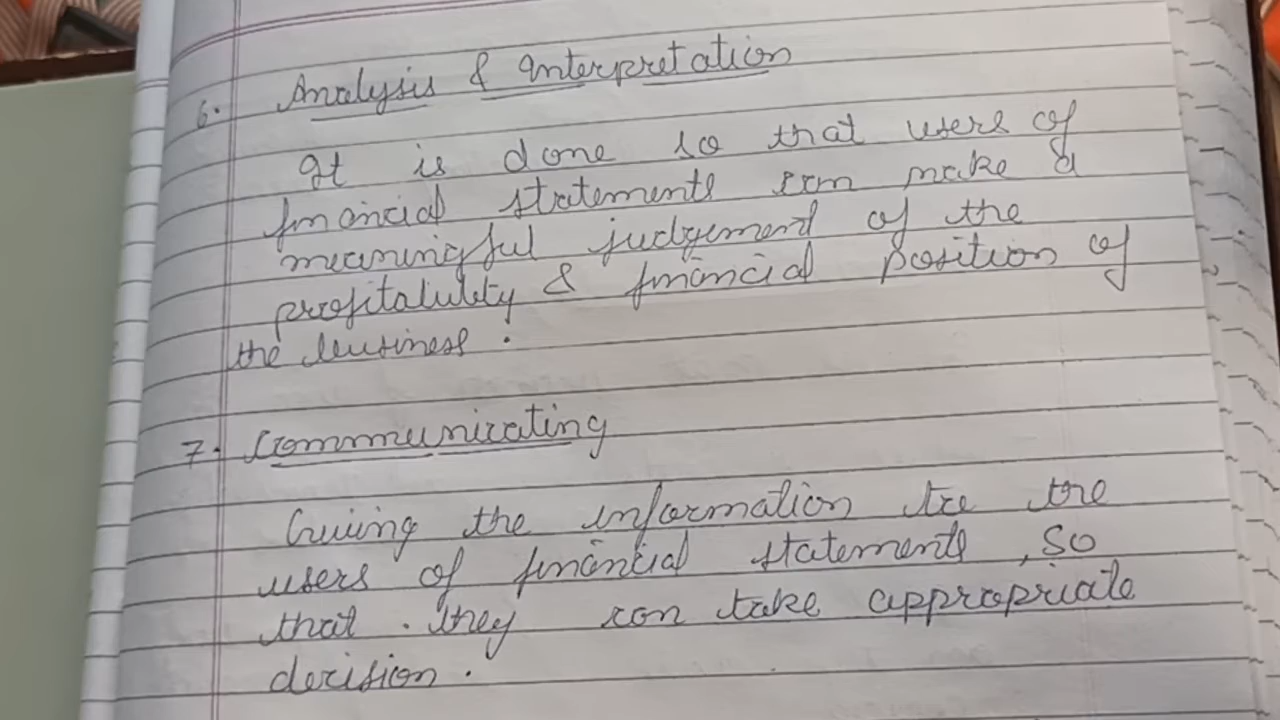 6. Analysis & Interpretation
It is done so that users of
financial statements can make a
meaningful judgement of the
profitability & financial position of
the business.
7. Communicating
Giving the information to the
users of financial statements, so
that they can take appropriate
decision.